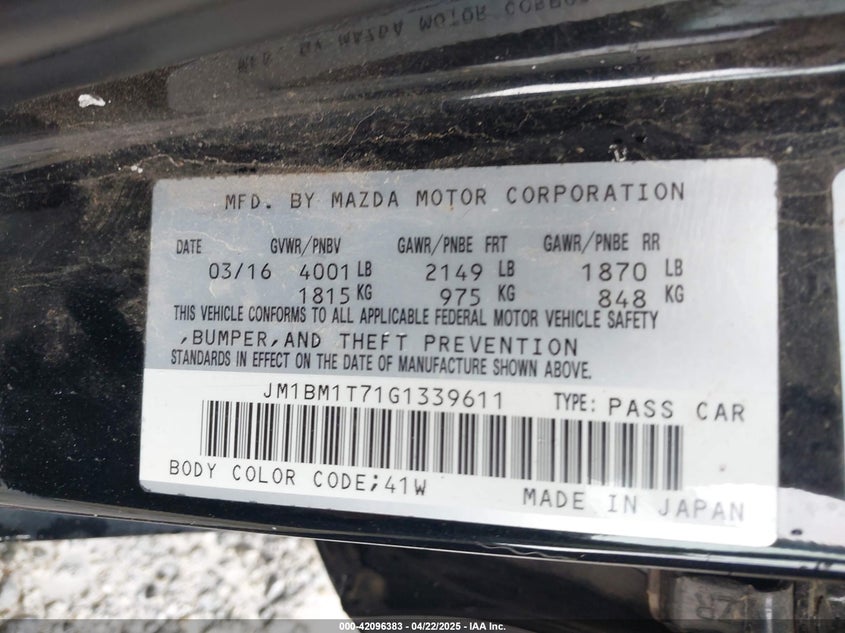 MFD. BY MAZDA MOTOR CORPORATION
DATE GVWR/PNBV GAWR/PNBE FRT GAWR/PNBE RR
03/16 4001 LB 2149 LB 1870 LB
1815 KG 975 KG 848 KG
THIS VEHICLE CONFORMS TO ALL APPLICABLE FEDERAL MOTOR VEHICLE SAFETY
,BUMPER,AND THEFT PREVENTION
STANDARDS IN EFFECT ON THE DATE OF MANUFACTURE SHOWN ABOVE.
JM1BM1T71G1339611 TYPE: PASS CAR
BODY COLOR CODE;41W
MADE IN JAPAN
000-42096383 - 04/22/2025 - IAA Inc.